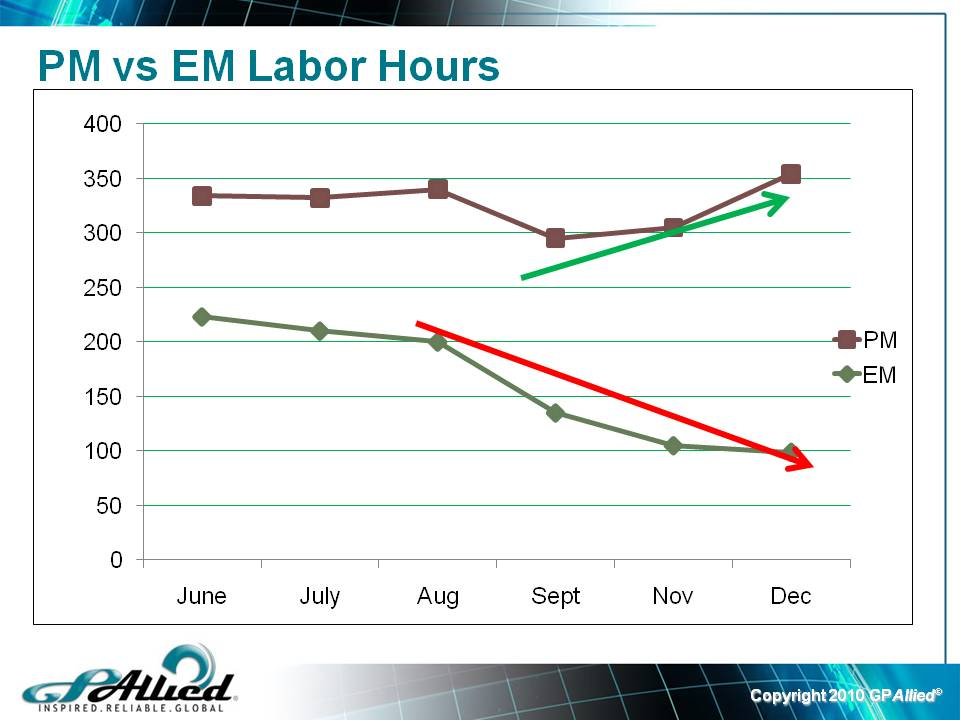 PM vs EM Labor Hours
400
350
300
250
200
150
100
50
0
PM
EM
June July Aug Sept Nov Dec
GPAllied
INSPIRED.RELIABLE.GLOBAL
Copyright 2010 GPAllied©